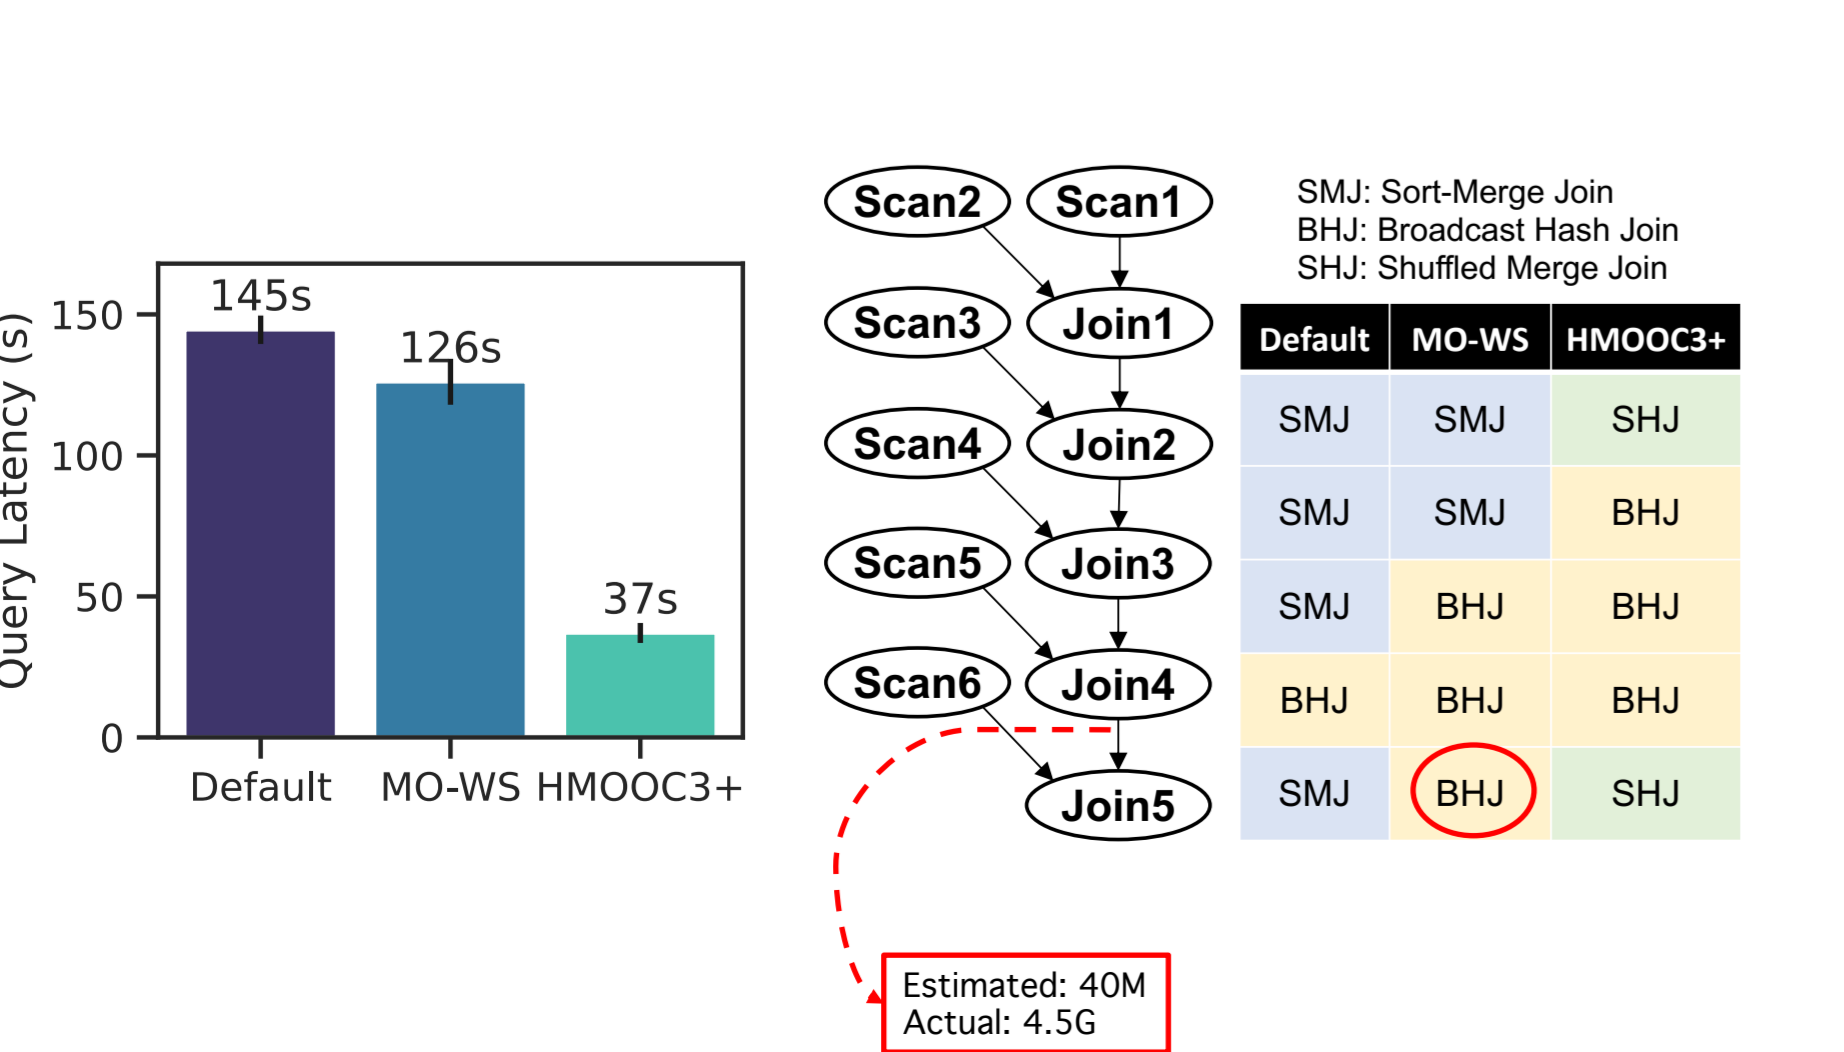 Query Latency (s)
150
100
50
0
145s
126s
37s
Default MO-WS HMOOC3+
Scan2 Scan1
Scan3 Join1
Scan4 Join2
Scan5 Join3
Scan6 Join4
Join5
Estimated: 40M
Actual: 4.5G
SMJ: Sort-Merge Join
BHJ: Broadcast Hash Join
SHJ: Shuffled Merge Join
Default MO-WS HMOOC3+
SMJ SMJ SHJ
SMJ SMJ BHJ
SMJ BHJ BHJ
BHJ BHJ BHJ
SMJ BHJ SHJ